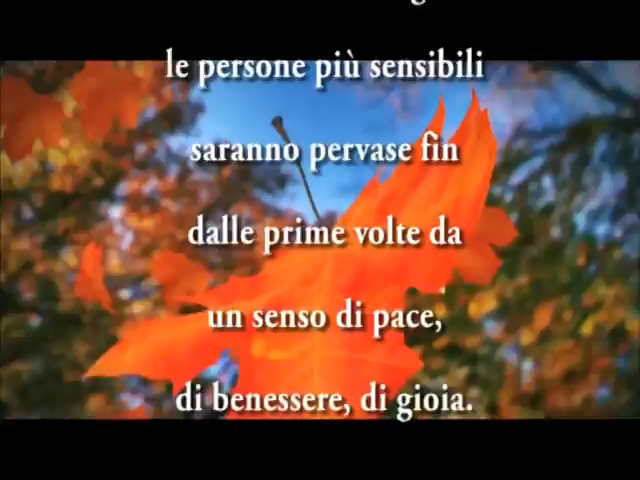 le persone più sensibili
saranno pervase fin
dalle prime volte da
un senso di pace,
di benessere, di gioia.